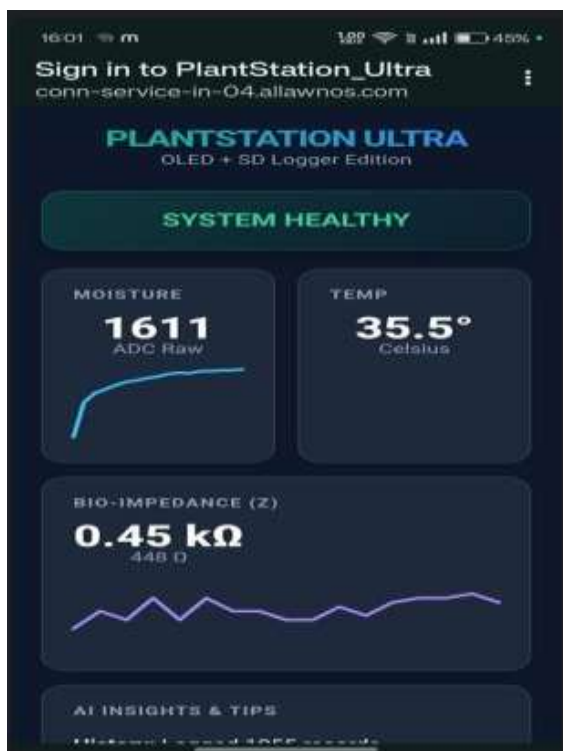 16:01 m 45%
Sign in to PlantStation_Ultra
conn-service-in-04.allawnos.com
PLANTSTATION ULTRA
OLED + SD Logger Edition
SYSTEM HEALTHY
MOISTURE
1611
ADC Raw
TEMP
35.5°
Celsius
BIO-IMPEDANCE (Z)
0.45 kΩ
448 Ω
AI INSIGHTS & TIPS